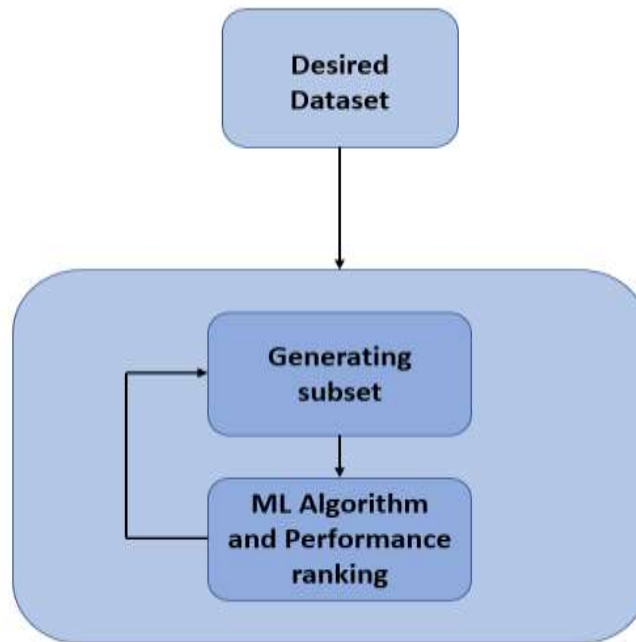 Desired
Dataset
Generating
subset
ML Algorithm
and Performance
ranking